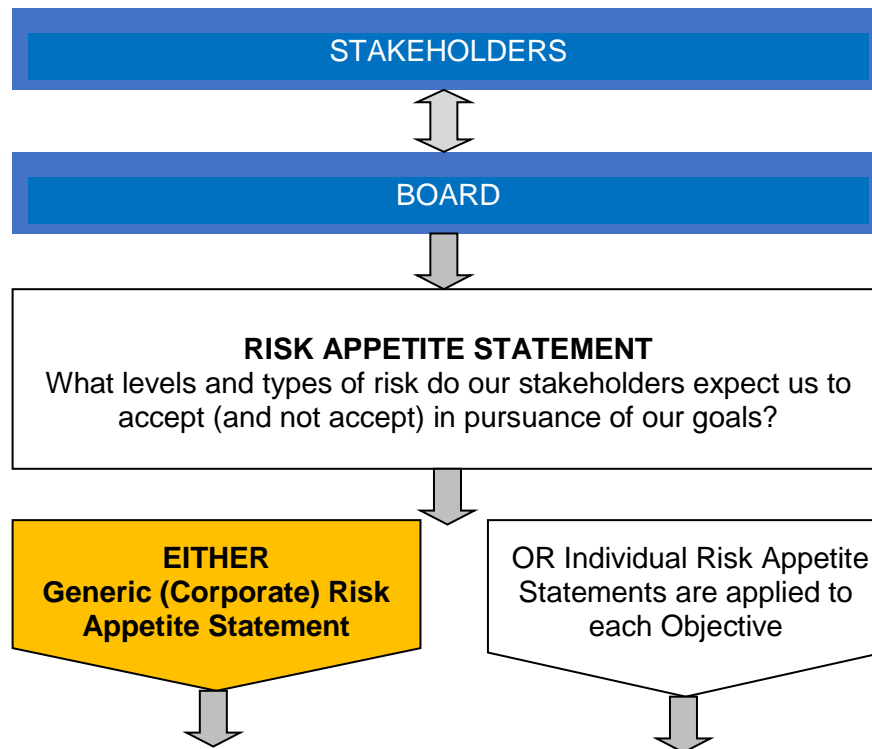 STAKEHOLDERS
BOARD
RISK APPETITE STATEMENT
What levels and types of risk do our stakeholders expect us to
accept (and not accept) in pursuance of our goals?
EITHER
Generic (Corporate) Risk
Appetite Statement
OR Individual Risk Appetite
Statements are applied to
each Objective